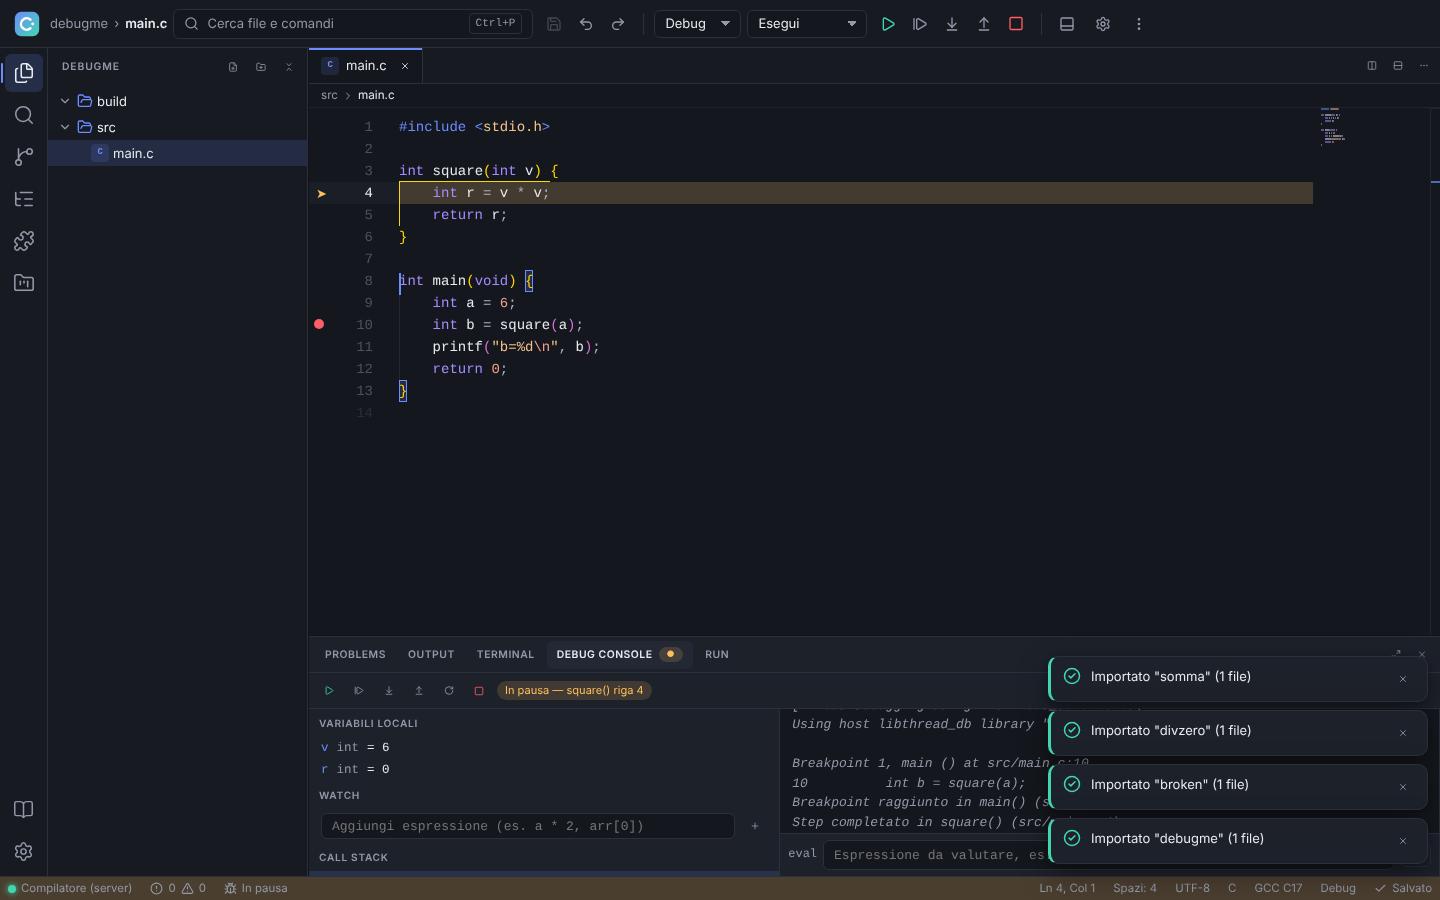 debugme › main.c
Cerca file e comandi
Ctrl+P
Debug
Esegui
DEBUGME
build
src
C main.c
C main.c ×
src › main.c
1 #include <stdio.h>
2
3 int square(int v) {
4     int r = v * v;
5     return r;
6 }
7
8 int main(void) {
9     int a = 6;
10     int b = square(a);
11     printf("b=%d\n", b);
12     return 0;
13 }
14
PROBLEMS
OUTPUT
TERMINAL
DEBUG CONSOLE
RUN
In pausa — square() riga 4
VARIABILI LOCALI
v int = 6
r int = 0
WATCH
Aggiungi espressione (es. a * 2, arr[0])
CALL STACK
Using host libthread_db library "
Breakpoint 1, main () at src/main.c:10
10          int b = square(a);
Breakpoint raggiunto in main() (s
Step completato in square() (src/
eval
Espressione da valutare, es
Importato "somma" (1 file)
Importato "divzero" (1 file)
Importato "broken" (1 file)
Importato "debugme" (1 file)
Compilatore (server)
0
0
In pausa
Ln 4, Col 1
Spazi: 4
UTF-8
C
GCC C17
Debug
Salvato